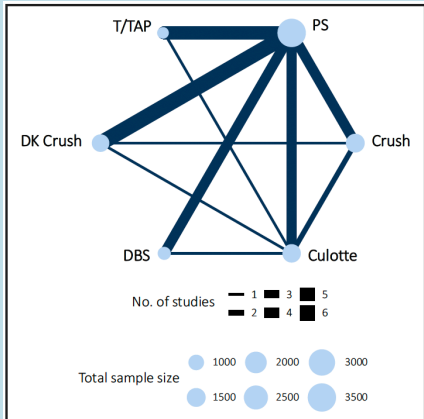 T/TAP PS
DK Crush Crush
DBS Culotte
No. of studies 1 3 5
2 4 6
1000 2000 3000
Total sample size
1500 2500 3500